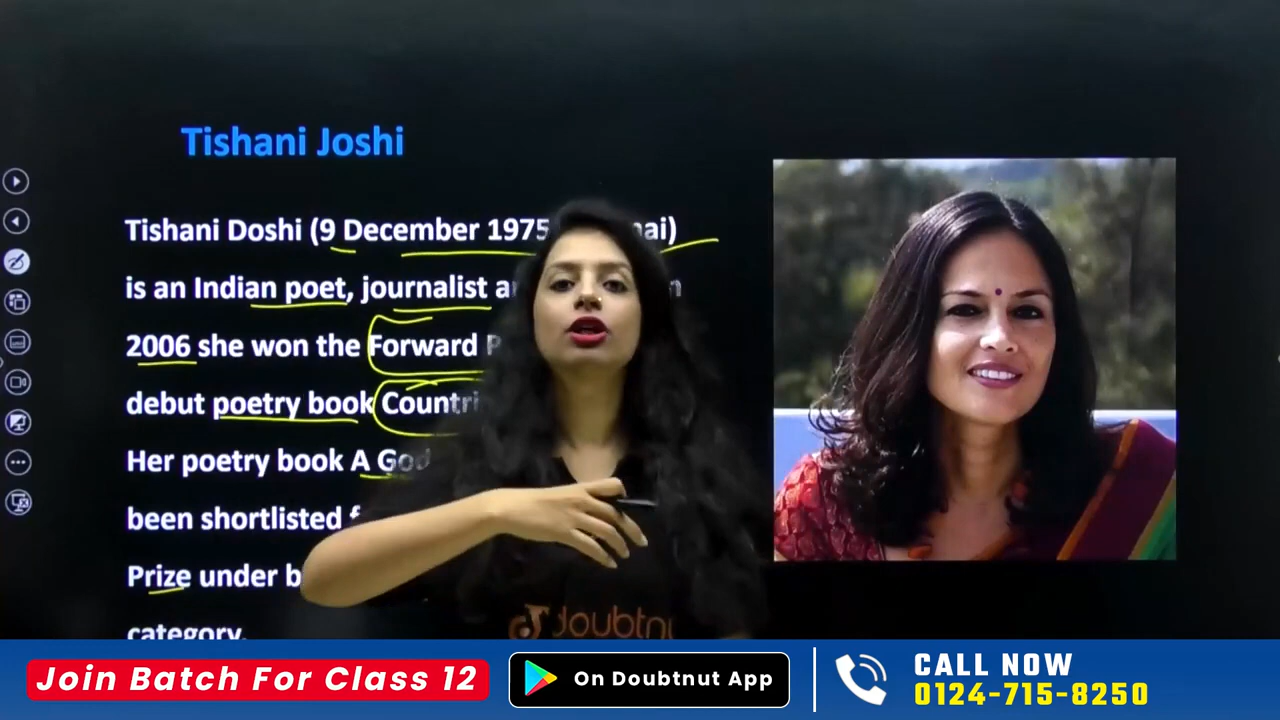 Tishani Joshi
Tishani Doshi (9 December 1975
is an Indian poet, journalist
2006 she won the Forward
debut poetry book
Her poetry book A
been shortlisted
Prize under
category.
doubtnu
Join Batch For Class 12
On Doubtnut App
CALL NOW
0124-715-8250